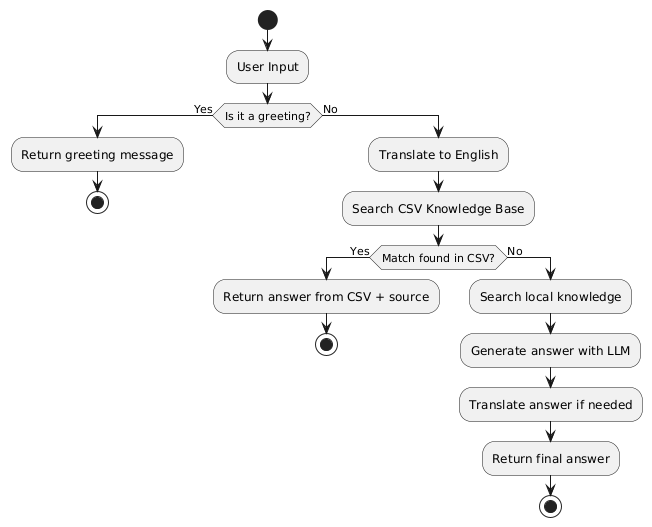 User Input
Yes
Is it a greeting?
No
Return greeting message
Translate to English
Search CSV Knowledge Base
Yes
Match found in CSV?
No
Return answer from CSV + source
Search local knowledge
Generate answer with LLM
Translate answer if needed
Return final answer